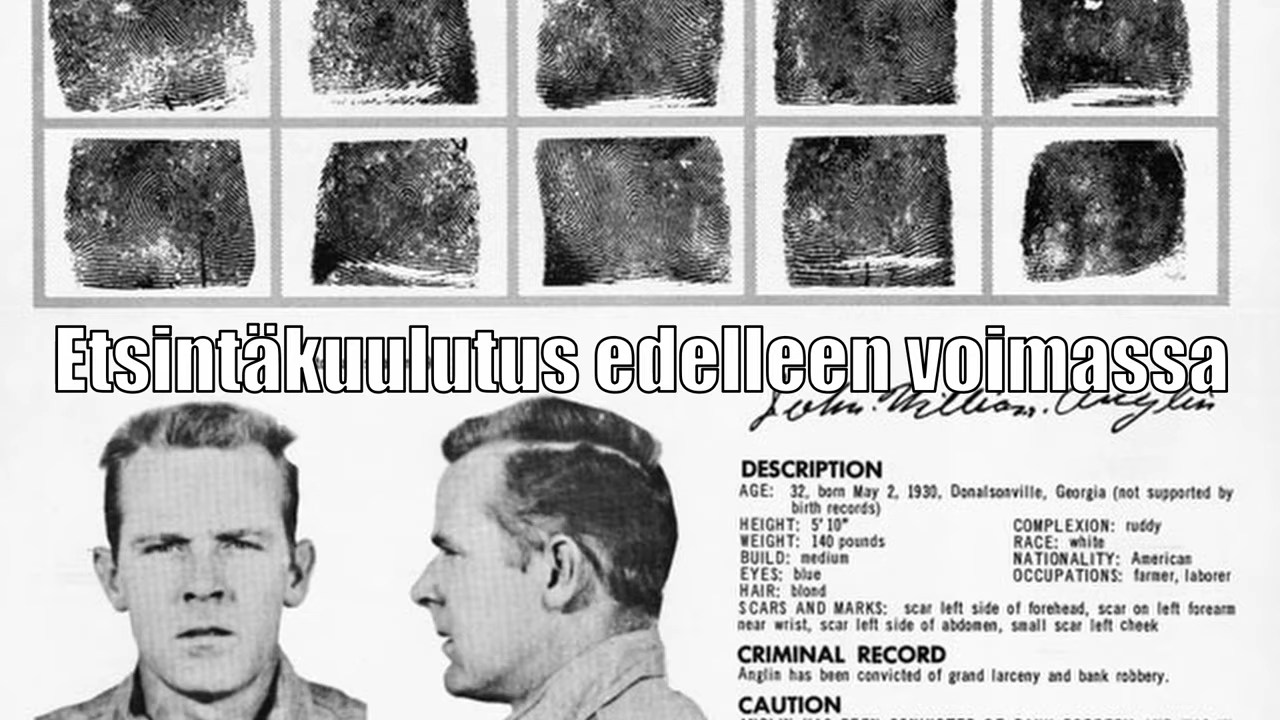 Etsintäkuulutus edelleen voimassa
John William Anglin
DESCRIPTION
AGE: 32, born May 2, 1930, Donalsonville, Georgia (not supported by
birth records)
HEIGHT: 5'10" COMPLEXION: ruddy
WEIGHT: 140 pounds RACE: white
BUILD: medium NATIONALITY: American
EYES: blue OCCUPATIONS: farmer, laborer
HAIR: blond
SCARS AND MARKS: scar left side of forehead, scar on left forearm
near wrist, scar left side of abdomen, small scar left cheek
CRIMINAL RECORD
Anglin has been convicted of grand larceny and bank robbery.
CAUTION